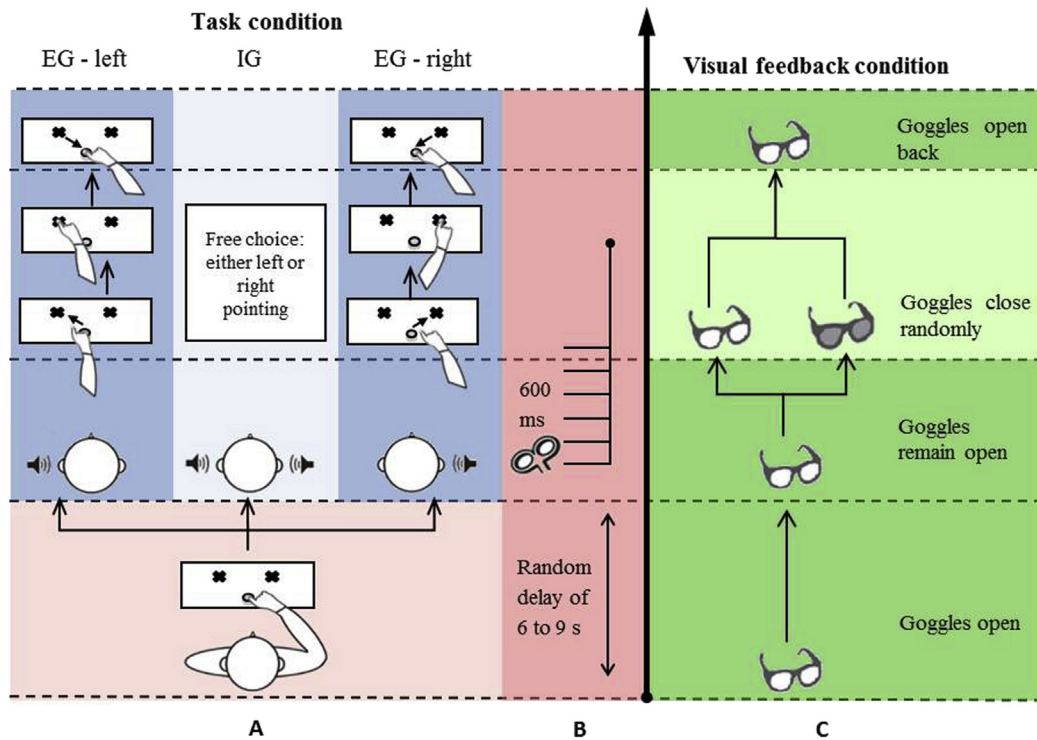 Task condition
EG - left
IG
EG - right
Visual feedback condition
Goggles open
back
Free choice:
either left or
right
pointing
Goggles close
randomly
600
ms
Goggles
remain open
Random
delay of
6 to 9 s
Goggles open
A
B
C